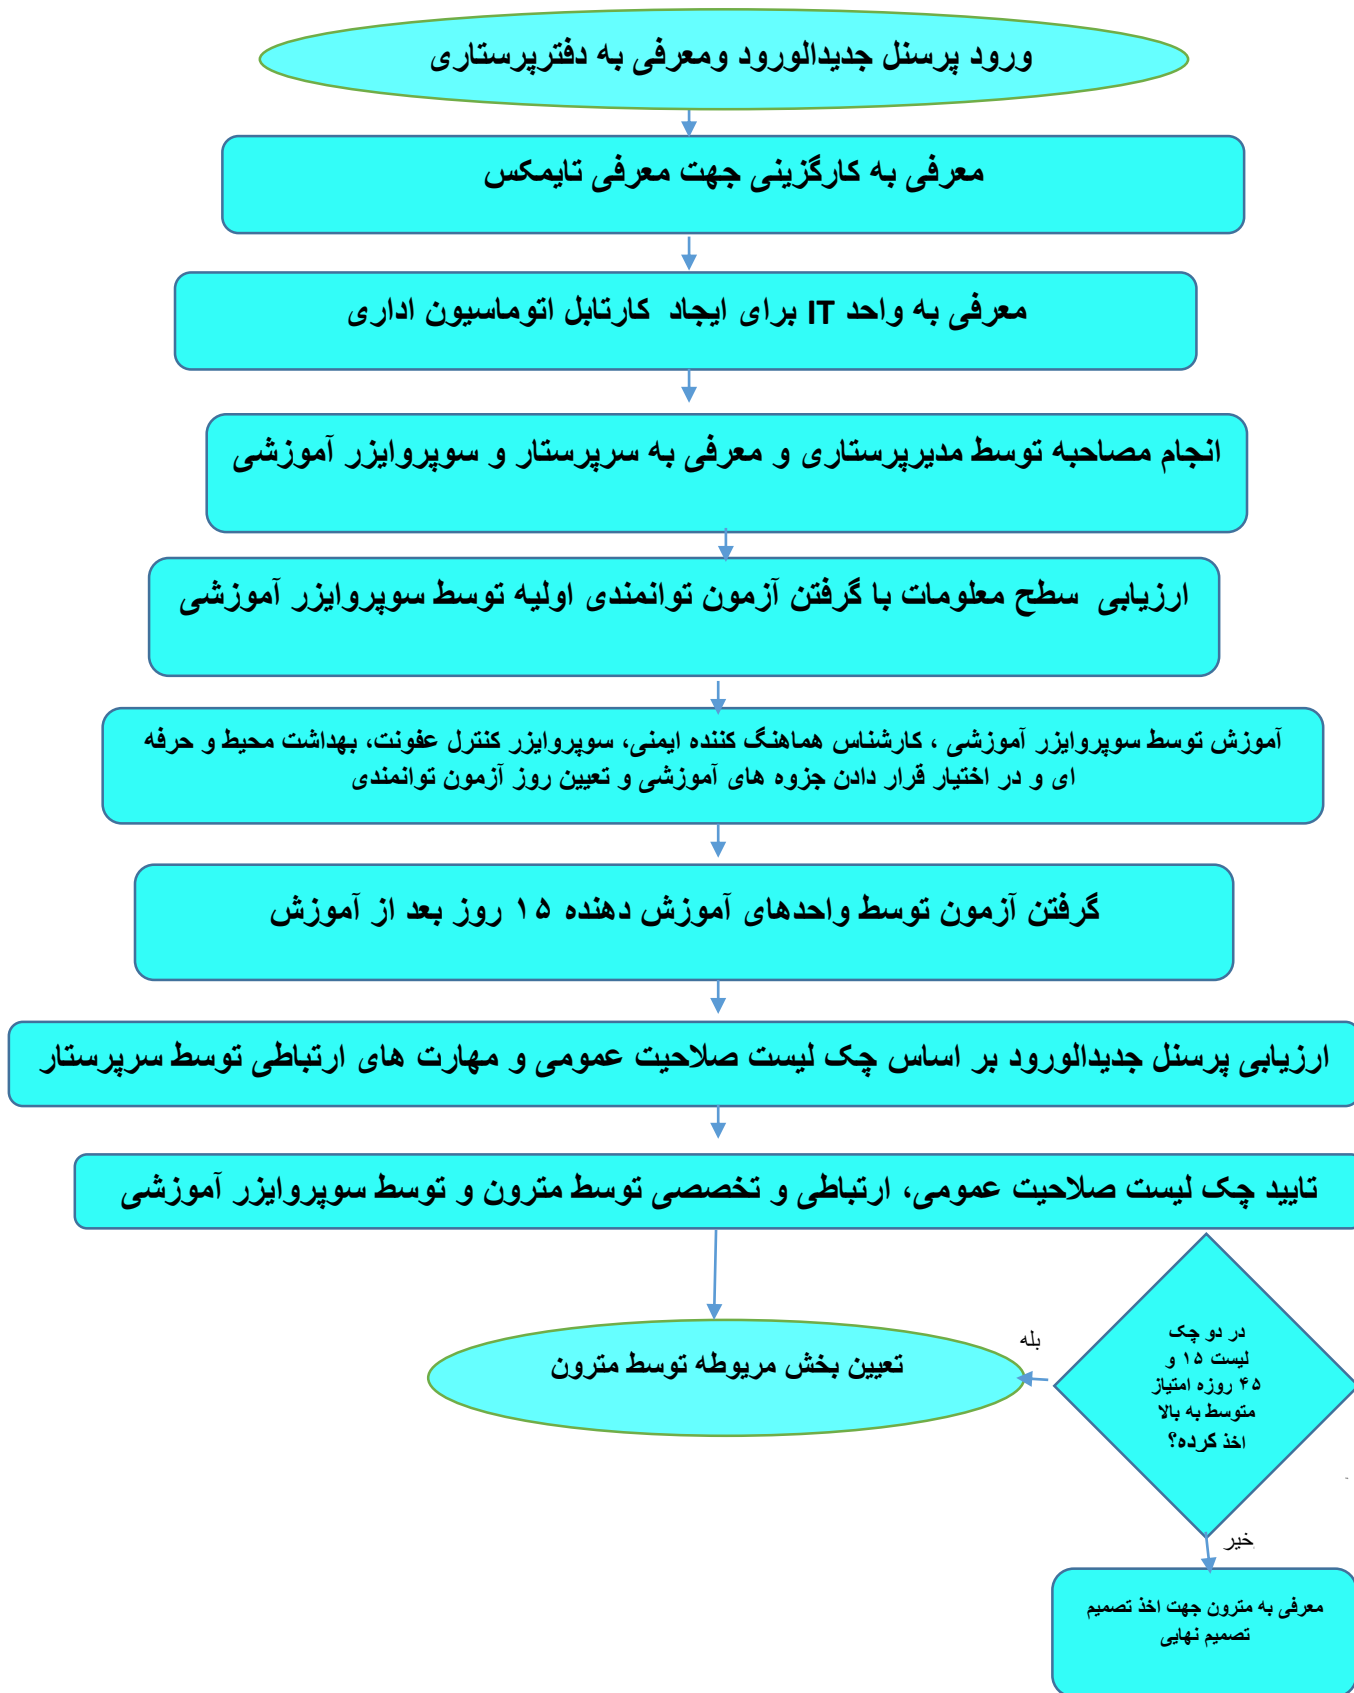 ورود پرسنل جدیدالورود ومعرفی به دفترپرستاری
معرفی به کارگزینی جهت معرفی تایمکس
معرفی به واحد IT برای ایجاد کارتابل اتوماسیون اداری
انجام مصاحبه توسط مدیرپرستاری و معرفی به سرپرستار و سوپروایزر آموزشی
ارزیابی سطح معلومات با گرفتن آزمون توانمندی اولیه توسط سوپروایزر آموزشی
آموزش توسط سوپروایزر آموزشی ، کارشناس هماهنگ کننده ایمنی، سوپروایزر کنترل عفونت، بهداشت محیط و حرفه
ای و در اختیار قرار دادن جزوه های آموزشی و تعیین روز آزمون توانمندی
گرفتن آزمون توسط واحدهای آموزش دهنده ۱۵ روز بعد از آموزش
ارزیابی پرسنل جدیدالورود بر اساس چک لیست صلاحیت عمومی و مهارت های ارتباطی توسط سرپرستار
تایید چک لیست صلاحیت عمومی، ارتباطی و تخصصی توسط مترون و توسط سوپروایزر آموزشی
در دو چک
لیست ۱۵ و
۴۵ روزه امتیاز
متوسط به بالا
اخذ کرده؟
بله
تعیین بخش مربوطه توسط مترون
خیر
معرفی به مترون جهت اخذ تصمیم
تصمیم نهایی